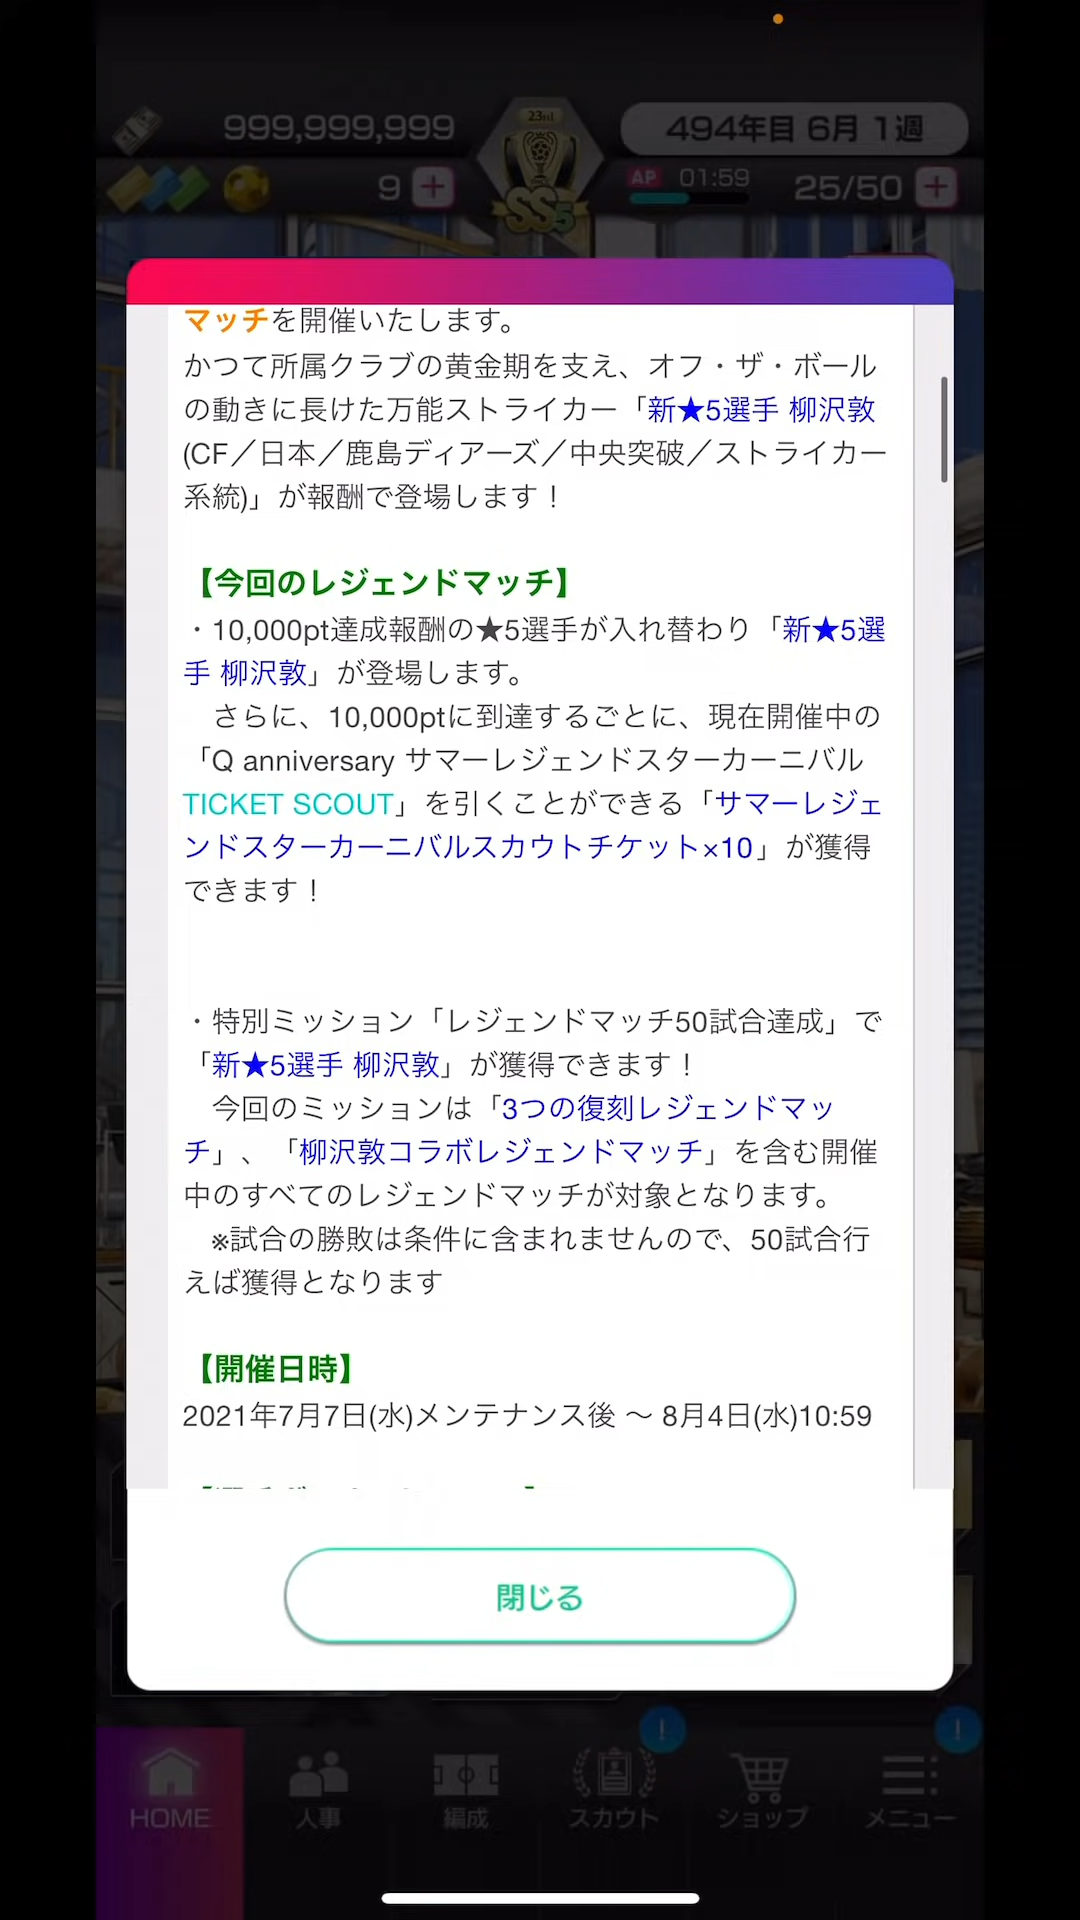 999,999,999
23rd
494年目 6月 1週
9
SS5
AP 01:59
25/50
マッチを開催いたします。
かつて所属クラブの黄金期を支え、オフ・ザ・ボール
の動きに長けた万能ストライカー「新★5選手 柳沢敦
(CF／日本／鹿島ディアーズ／中央突破／ストライカー
系統)」が報酬で登場します！
【今回のレジェンドマッチ】
・10,000pt達成報酬の★5選手が入れ替わり「新★5選
手 柳沢敦」が登場します。
さらに、10,000ptに到達するごとに、現在開催中の
「Q anniversary サマーレジェンドスターカーニバル
TICKET SCOUT」を引くことができる「サマーレジェ
ンドスターカーニバルスカウトチケット×10」が獲得
できます！
・特別ミッション「レジェンドマッチ50試合達成」で
「新★5選手 柳沢敦」が獲得できます！
今回のミッションは「3つの復刻レジェンドマッ
チ」、「柳沢敦コラボレジェンドマッチ」を含む開催
中のすべてのレジェンドマッチが対象となります。
※試合の勝敗は条件に含まれませんので、50試合行
えば獲得となります
【開催日時】
2021年7月7日(水)メンテナンス後 〜 8月4日(水)10:59
閉じる
HOME
人事
編成
スカウト
ショップ
メニュー